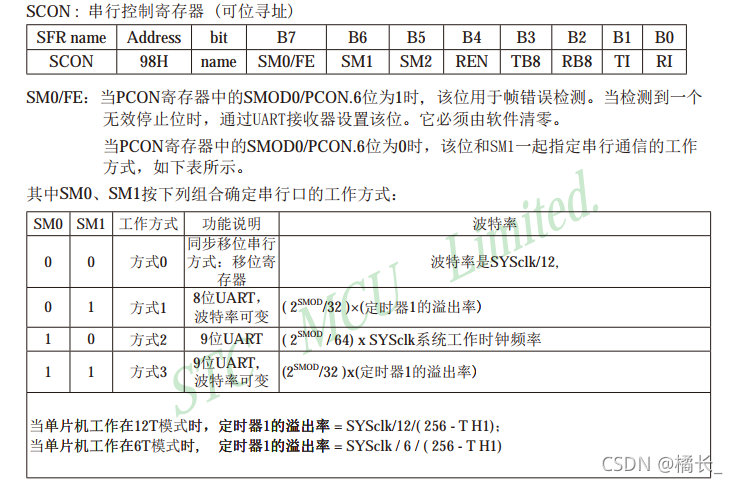 SCON : 串行控制寄存器 (可位寻址)
SFR name Address bit B7 B6 B5 B4 B3 B2 B1 B0
SCON 98H name SM0/FE SM1 SM2 REN TB8 RB8 TI RI
SM0/FE：当PCON寄存器中的SMOD0/PCON.6位为1时，该位用于帧错误检测。当检测到一个
无效停止位时，通过UART接收器设置该位。它必须由软件清零。
当PCON寄存器中的SMOD0/PCON.6位为0时，该位和SM1一起指定串行通信的工作
方式，如下表所示。
其中SM0、SM1按下列组合确定串行口的工作方式：
SM0 SM1 工作方式 功能说明 波特率
0 0 方式0 同步移位串行
方式：移位寄
存器 波特率是SYSclk/12,
0 1 方式1 8位UART，
波特率可变 ( 2^SMOD/32 )×(定时器1的溢出率)
1 0 方式2 9位UART ( 2^SMOD / 64) x SYSclk系统工作时钟频率
1 1 方式3 9位UART，
波特率可变 (2^SMOD/32 )x(定时器1的溢出率)
当单片机工作在12T模式时，定时器1的溢出率 = SYSclk/12/( 256 - T H1)；
当单片机工作在6T模式时， 定时器1的溢出率 = SYSclk / 6 / ( 256 - T H1)
STC MCU Limited.
CSDN @橘长_